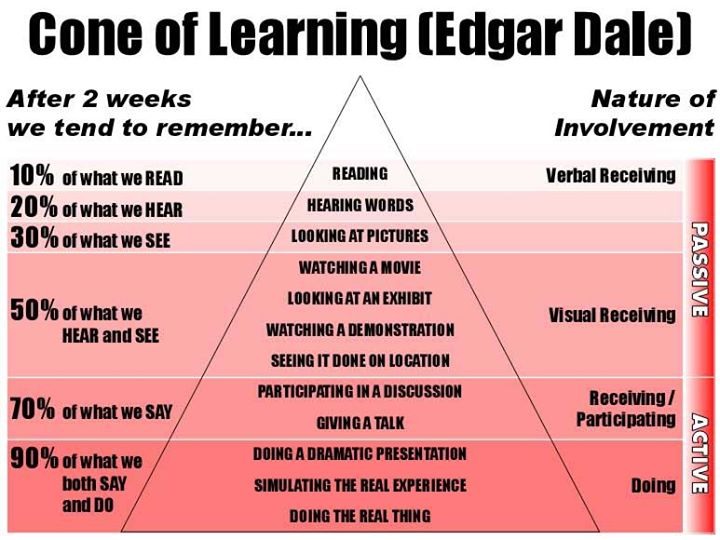 Cone of Learning (Edgar Dale)
After 2 weeks
we tend to remember...
Nature of
Involvement
10% of what we READ
READING
Verbal Receiving
20% of what we HEAR
HEARING WORDS
30% of what we SEE
LOOKING AT PICTURES
WATCHING A MOVIE
LOOKING AT AN EXHIBIT
50% of what we
HEAR and SEE
WATCHING A DEMONSTRATION
SEEING IT DONE ON LOCATION
Visual Receiving
PASSIVE
PARTICIPATING IN A DISCUSSION
70% of what we SAY
GIVING A TALK
Receiving /
Participating
90% of what we
both SAY
and DO
DOING A DRAMATIC PRESENTATION
SIMULATING THE REAL EXPERIENCE
DOING THE REAL THING
Doing
ACTIVE